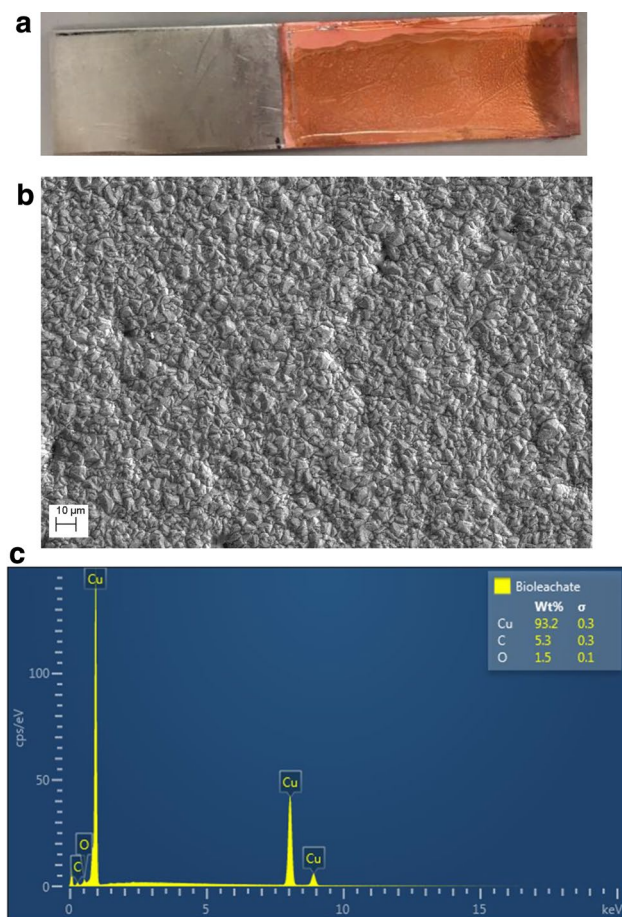 a
b
10 µm
c
Cu
Bioleachate
Wt% σ
Cu 93.2 0.3
C 5.3 0.3
O 1.5 0.1
100
cps/eV
50
Cu
O
C
Cu
0
0 5 10 15 keV